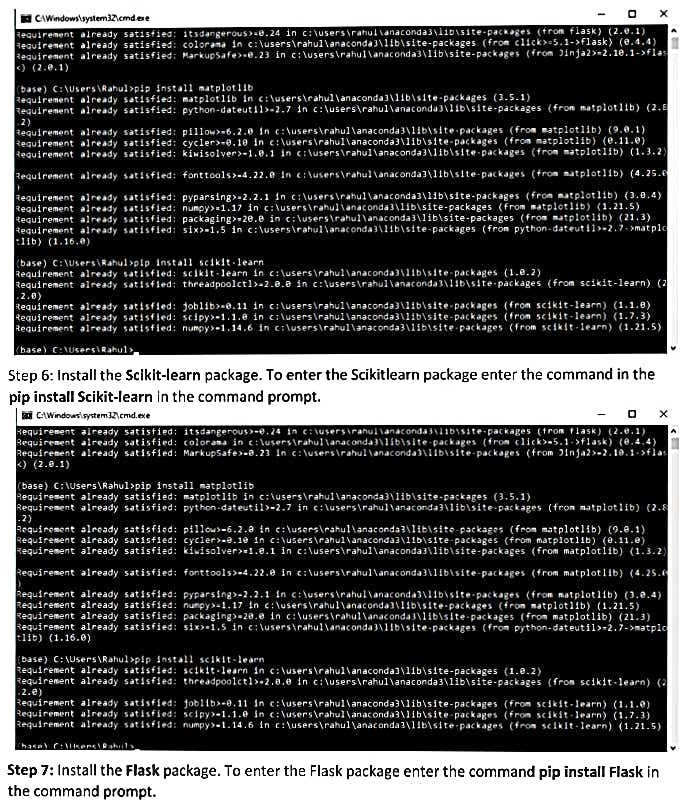 C:\Windows\system32\cmd.exe
Requirement already satisfied: itsdangerous>=0.24 in c:\users\rahul\anaconda3\lib\site-packages (from flask) (2.0.1)
Requirement already satisfied: colorama in c:\users\rahul\anaconda3\lib\site-packages (from click>=5.1->flask) (0.4.4)
Requirement already satisfied: MarkupSafe>=0.23 in c:\users\rahul\anaconda3\lib\site-packages (from Jinja2>=2.10.1->flas
<) (2.0.1)
(base) C:\Users\Rahul>pip install matplotlib
Requirement already satisfied: matplotlib in c:\users\rahul\anaconda3\lib\site-packages (3.5.1)
Requirement already satisfied: python-dateutil>=2.7 in c:\users\rahul\anaconda3\lib\site-packages (from matplotlib) (2.8
.2)
Requirement already satisfied: pillow>=6.2.0 in c:\users\rahul\anaconda3\lib\site-packages (from matplotlib) (9.0.1)
Requirement already satisfied: cycler>=0.10 in c:\users\rahul\anaconda3\lib\site-packages (from matplotlib) (0.11.0)
Requirement already satisfied: kiwisolver>=1.0.1 in c:\users\rahul\anaconda3\lib\site-packages (from matplotlib) (1.3.2)
Requirement already satisfied: fonttools>=4.22.0 in c:\users\rahul\anaconda3\lib\site-packages (from matplotlib) (4.25.0
)
Requirement already satisfied: pyparsing>=2.2.1 in c:\users\rahul\anaconda3\lib\site-packages (from matplotlib) (3.0.4)
Requirement already satisfied: numpy>=1.17 in c:\users\rahul\anaconda3\lib\site-packages (from matplotlib) (1.21.5)
Requirement already satisfied: packaging>=20.0 in c:\users\rahul\anaconda3\lib\site-packages (from matplotlib) (21.3)
Requirement already satisfied: six>=1.5 in c:\users\rahul\anaconda3\lib\site-packages (from python-dateutil>=2.7->matplo
tlib) (1.16.0)
(base) C:\Users\Rahul>pip install scikit-learn
Requirement already satisfied: scikit-learn in c:\users\rahul\anaconda3\lib\site-packages (1.0.2)
Requirement already satisfied: threadpoolctl>=2.0.0 in c:\users\rahul\anaconda3\lib\site-packages (from scikit-learn) (2
.2.0)
Requirement already satisfied: joblib>=0.11 in c:\users\rahul\anaconda3\lib\site-packages (from scikit-learn) (1.1.0)
Requirement already satisfied: scipy>=1.1.0 in c:\users\rahul\anaconda3\lib\site-packages (from scikit-learn) (1.7.3)
Requirement already satisfied: numpy>=1.14.6 in c:\users\rahul\anaconda3\lib\site-packages (from scikit-learn) (1.21.5)
(base) C:\Users\Rahul>
Step 6: Install the Scikit-learn package. To enter the Scikitlearn package enter the command in the
pip install Scikit-learn in the command prompt.
C:\Windows\system32\cmd.exe
Requirement already satisfied: itsdangerous>=0.24 in c:\users\rahul\anaconda3\lib\site-packages (from flask) (2.0.1)
Requirement already satisfied: colorama in c:\users\rahul\anaconda3\lib\site-packages (from click>=5.1->flask) (0.4.4)
Requirement already satisfied: MarkupSafe>=0.23 in c:\users\rahul\anaconda3\lib\site-packages (from Jinja2>=2.10.1->flas
<) (2.0.1)
(base) C:\Users\Rahul>pip install matplotlib
Requirement already satisfied: matplotlib in c:\users\rahul\anaconda3\lib\site-packages (3.5.1)
Requirement already satisfied: python-dateutil>=2.7 in c:\users\rahul\anaconda3\lib\site-packages (from matplotlib) (2.8
.2)
Requirement already satisfied: pillow>=6.2.0 in c:\users\rahul\anaconda3\lib\site-packages (from matplotlib) (9.0.1)
Requirement already satisfied: cycler>=0.10 in c:\users\rahul\anaconda3\lib\site-packages (from matplotlib) (0.11.0)
Requirement already satisfied: kiwisolver>=1.0.1 in c:\users\rahul\anaconda3\lib\site-packages (from matplotlib) (1.3.2)
Requirement already satisfied: fonttools>=4.22.0 in c:\users\rahul\anaconda3\lib\site-packages (from matplotlib) (4.25.0
)
Requirement already satisfied: pyparsing>=2.2.1 in c:\users\rahul\anaconda3\lib\site-packages (from matplotlib) (3.0.4)
Requirement already satisfied: numpy>=1.17 in c:\users\rahul\anaconda3\lib\site-packages (from matplotlib) (1.21.5)
Requirement already satisfied: packaging>=20.0 in c:\users\rahul\anaconda3\lib\site-packages (from matplotlib) (21.3)
Requirement already satisfied: six>=1.5 in c:\users\rahul\anaconda3\lib\site-packages (from python-dateutil>=2.7->matplo
tlib) (1.16.0)
(base) C:\Users\Rahul>pip install scikit-learn
Requirement already satisfied: scikit-learn in c:\users\rahul\anaconda3\lib\site-packages (1.0.2)
Requirement already satisfied: threadpoolctl>=2.0.0 in c:\users\rahul\anaconda3\lib\site-packages (from scikit-learn) (2
.2.0)
Requirement already satisfied: joblib>=0.11 in c:\users\rahul\anaconda3\lib\site-packages (from scikit-learn) (1.1.0)
Requirement already satisfied: scipy>=1.1.0 in c:\users\rahul\anaconda3\lib\site-packages (from scikit-learn) (1.7.3)
Requirement already satisfied: numpy>=1.14.6 in c:\users\rahul\anaconda3\lib\site-packages (from scikit-learn) (1.21.5)
(base) C:\Users\Rahul>
Step 7: Install the Flask package. To enter the Flask package enter the command pip install Flask in
the command prompt.